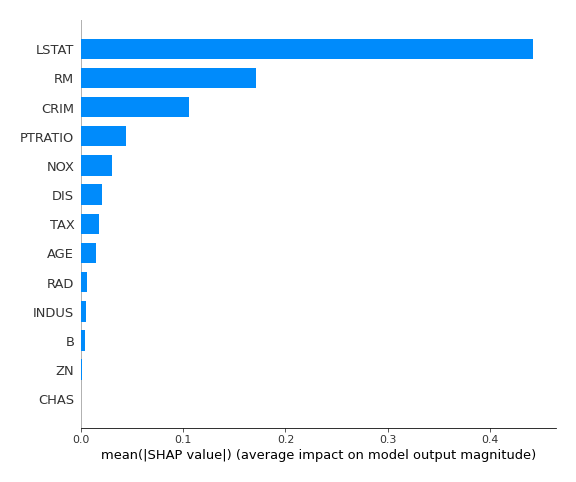 LSTAT
RM
CRIM
PTRATIO
NOX
DIS
TAX
AGE
RAD
INDUS
B
ZN
CHAS
0.0 0.1 0.2 0.3 0.4
mean(|SHAP value|) (average impact on model output magnitude)